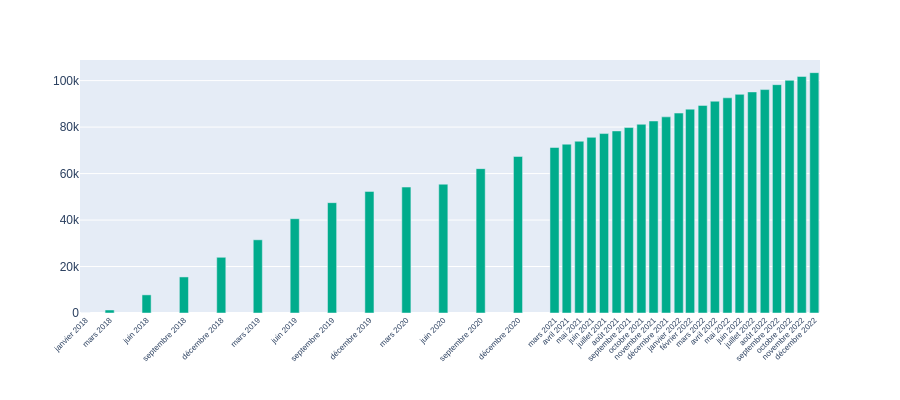 100k
80k
60k
40k
20k
0
janvier 2018
mars 2018
juin 2018
septembre 2018
décembre 2018
mars 2019
juin 2019
septembre 2019
décembre 2019
mars 2020
juin 2020
septembre 2020
décembre 2020
mars 2021
avril 2021
mai 2021
juin 2021
juillet 2021
août 2021
septembre 2021
octobre 2021
novembre 2021
décembre 2021
janvier 2022
février 2022
mars 2022
avril 2022
mai 2022
juin 2022
juillet 2022
août 2022
septembre 2022
octobre 2022
novembre 2022
décembre 2022